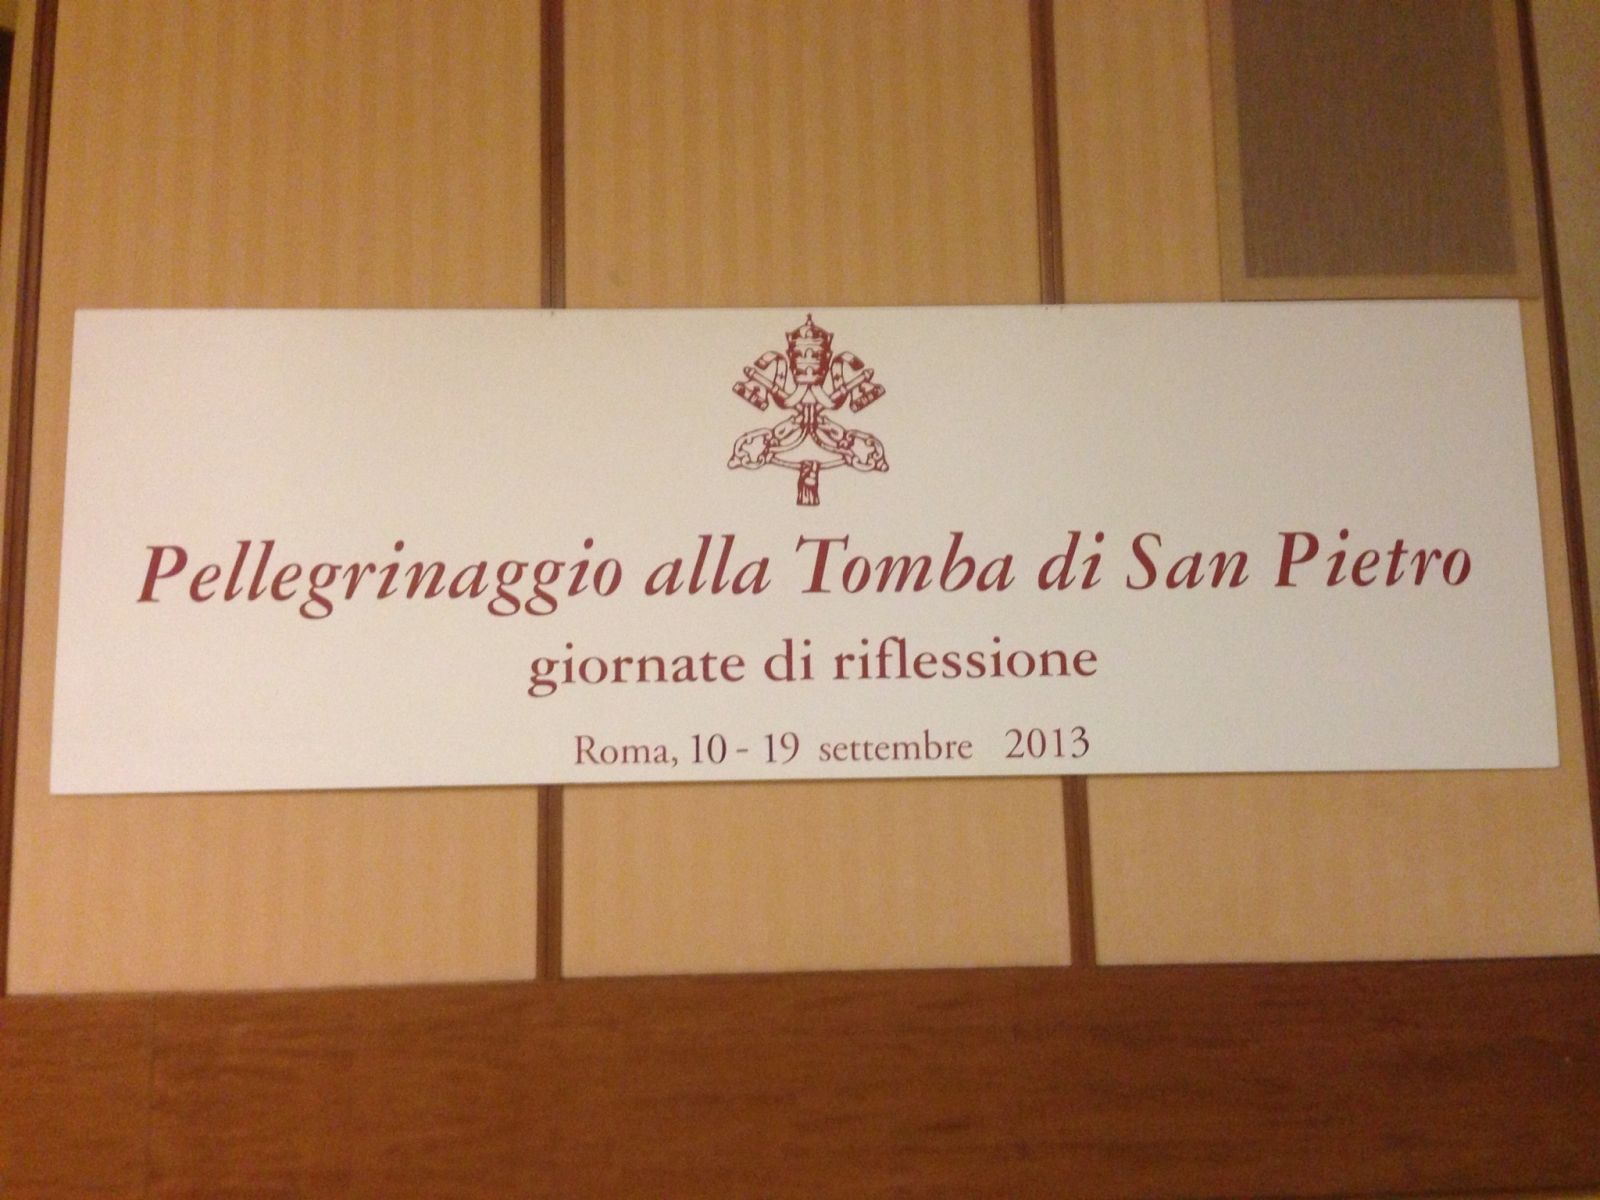 Pellegrinaggio alla Tomba di San Pietro
giornate di riflessione
Roma, 10 - 19 settembre 2013